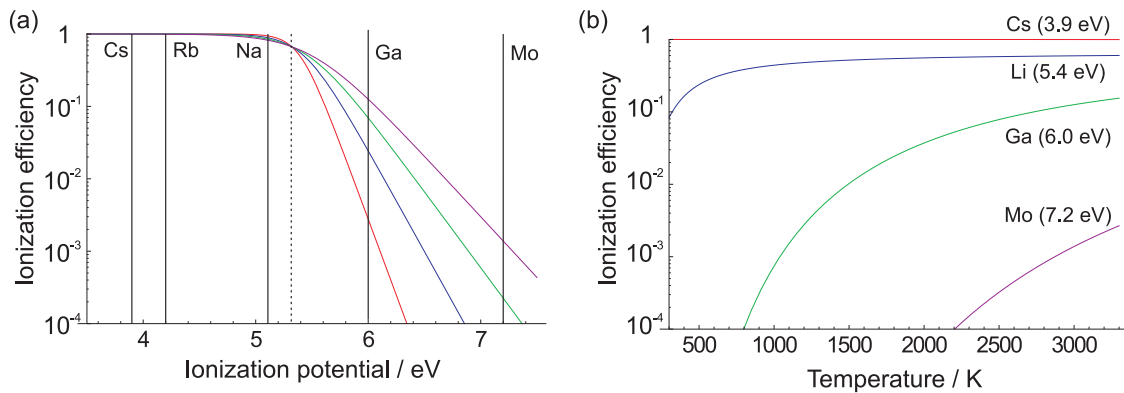 (a)
Ionization efficiency
1
10⁻¹
10⁻²
10⁻³
10⁻⁴
Cs
Rb
Na
Ga
Mo
4
5
6
7
Ionization potential / eV
(b)
Ionization efficiency
1
10⁻¹
10⁻²
10⁻³
10⁻⁴
Cs (3.9 eV)
Li (5.4 eV)
Ga (6.0 eV)
Mo (7.2 eV)
500
1000
1500
2000
2500
3000
Temperature / K